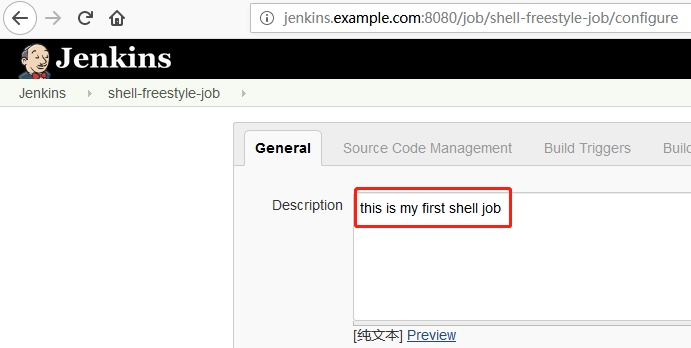 jenkins.example.com:8080/job/shell-freestyle-job/configure
Jenkins
Jenkins shell-freestyle-job
General Source Code Management Build Triggers Buil
Description this is my first shell job
[纯文本] Preview